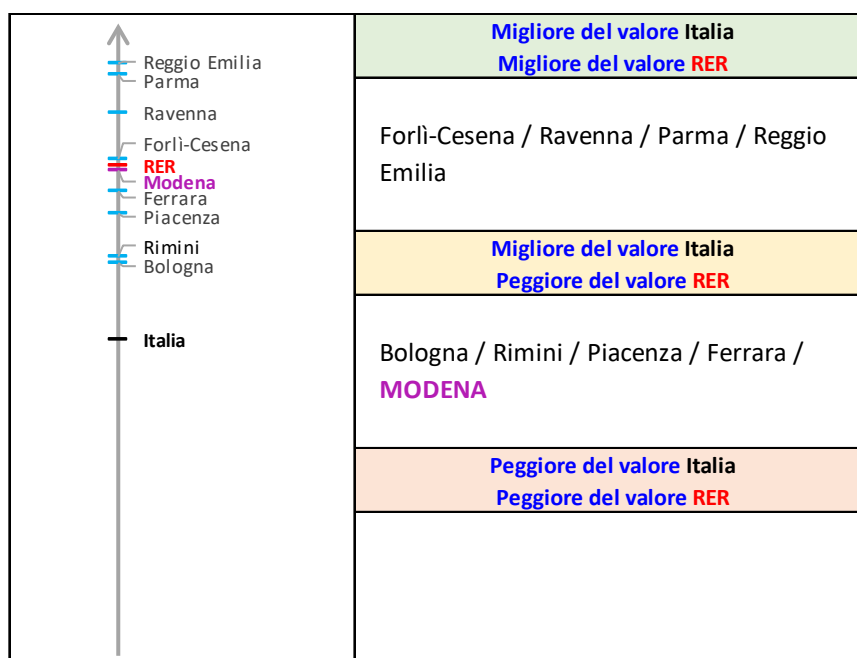 Reggio Emilia
Parma
Ravenna
Forlì-Cesena
RER
Modena
Ferrara
Piacenza
Rimini
Bologna
Italia
Migliore del valore Italia
Migliore del valore RER
Forlì-Cesena / Ravenna / Parma / Reggio
Emilia
Migliore del valore Italia
Peggiore del valore RER
Bologna / Rimini / Piacenza / Ferrara /
MODENA
Peggiore del valore Italia
Peggiore del valore RER